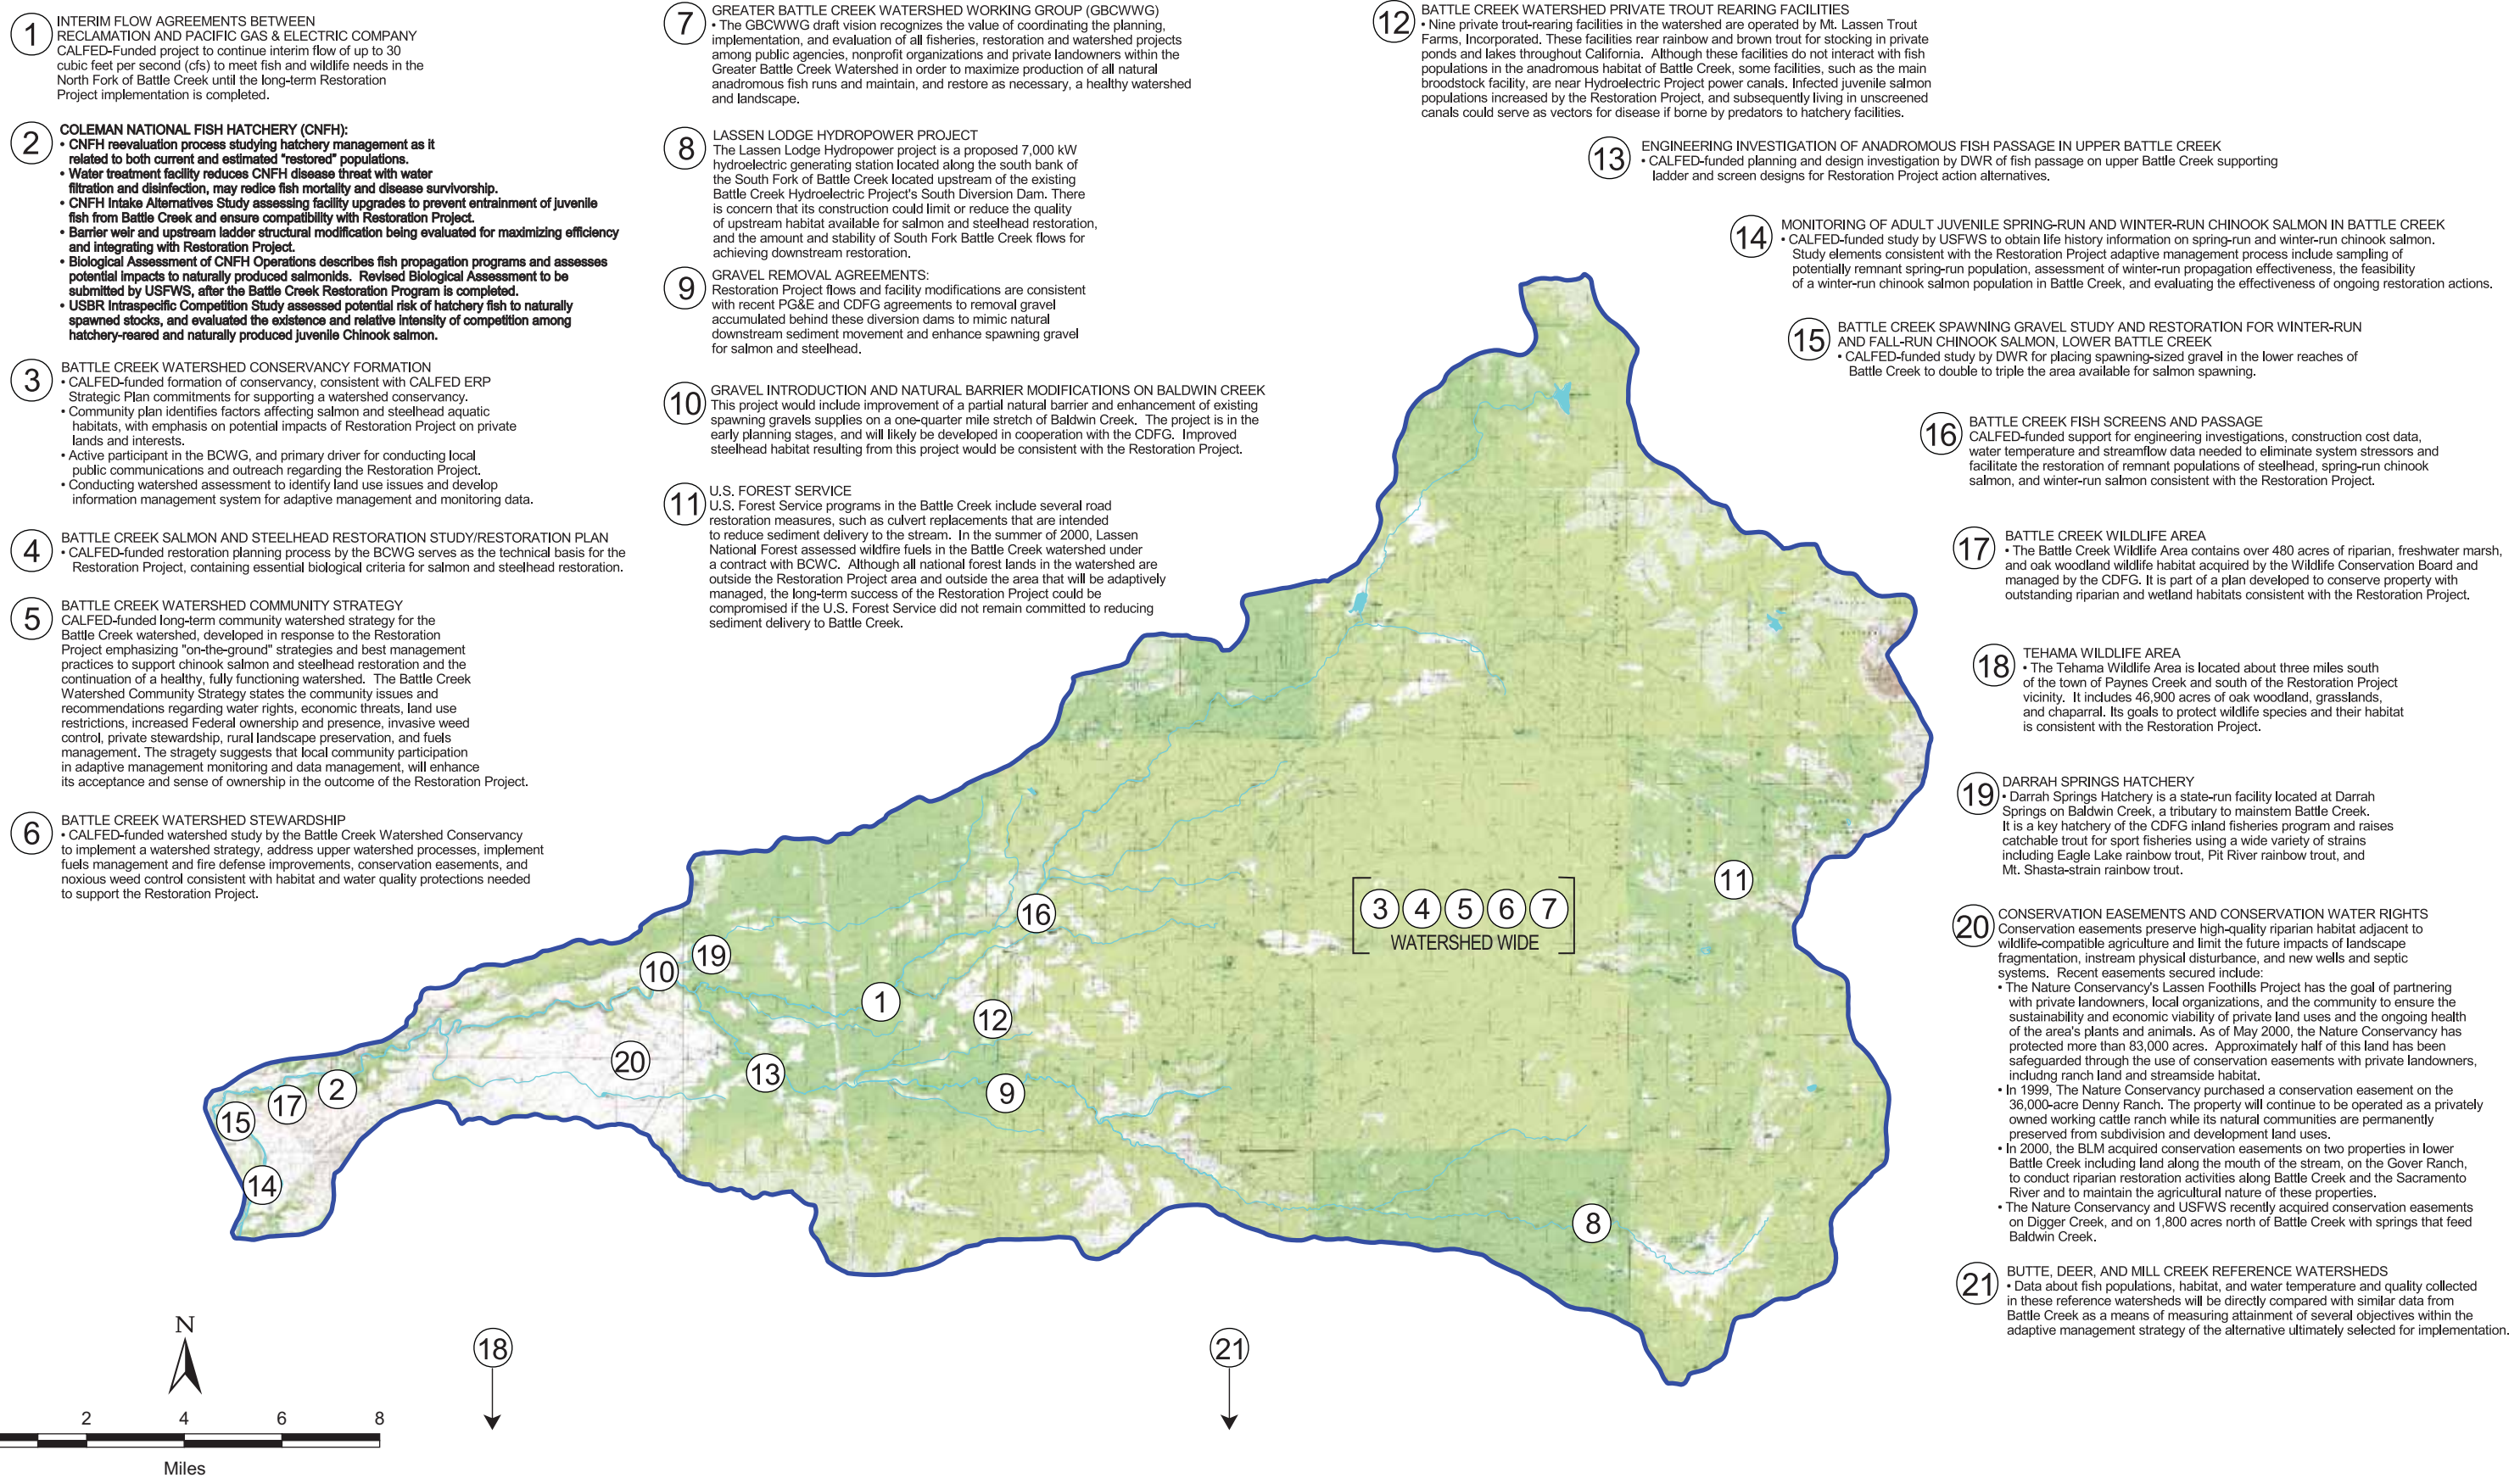 1
INTERIM FLOW AGREEMENTS BETWEEN
RECLAMATION AND PACIFIC GAS & ELECTRIC COMPANY
CALFED-Funded project to continue interim flow of up to 30
cubic feet per second (cfs) to meet fish and wildlife needs in the
North Fork of Battle Creek until the long-term Restoration
Project implementation is completed.
2
COLEMAN NATIONAL FISH HATCHERY (CNFH):
• CNFH reevaluation process studying hatchery management as it
related to both current and estimated "restored" populations.
• Water treatment facility reduces CNFH disease threat with water
filtration and disinfection, may redice fish mortality and disease survivorship.
• CNFH Intake Alternatives Study assessing facility upgrades to prevent entrainment of juvenile
fish from Battle Creek and ensure compatibility with Restoration Project.
• Barrier weir and upstream ladder structural modification being evaluated for maximizing efficiency
and integrating with Restoration Project.
• Biological Assessment of CNFH Operations describes fish propagation programs and assesses
potential impacts to naturally produced salmonids. Revised Biological Assessment to be
submitted by USFWS, after the Battle Creek Restoration Program is completed.
• USBR Intraspecific Competition Study assessed potential risk of hatchery fish to naturally
spawned stocks, and evaluated the existence and relative intensity of competition among
hatchery-reared and naturally produced juvenile Chinook salmon.
3
BATTLE CREEK WATERSHED CONSERVANCY FORMATION
• CALFED-funded formation of conservancy, consistent with CALFED ERP
Strategic Plan commitments for supporting a watershed conservancy.
• Community plan identifies factors affecting salmon and steelhead aquatic
habitats, with emphasis on potential impacts of Restoration Project on private
lands and interests.
• Active participant in the BCWG, and primary driver for conducting local
public communications and outreach regarding the Restoration Project.
• Conducting watershed assessment to identify land use issues and develop
information management system for adaptive management and monitoring data.
4
BATTLE CREEK SALMON AND STEELHEAD RESTORATION STUDY/RESTORATION PLAN
• CALFED-funded restoration planning process by the BCWG serves as the technical basis for the
Restoration Project, containing essential biological criteria for salmon and steelhead restoration.
5
BATTLE CREEK WATERSHED COMMUNITY STRATEGY
CALFED-funded long-term community watershed strategy for the
Battle Creek watershed, developed in response to the Restoration
Project emphasizing "on-the-ground" strategies and best management
practices to support chinook salmon and steelhead restoration and the
continuation of a healthy, fully functioning watershed. The Battle Creek
Watershed Community Strategy states the community issues and
recommendations regarding water rights, economic threats, land use
restrictions, increased Federal ownership and presence, invasive weed
control, private stewardship, rural landscape preservation, and fuels
management. The stragety suggests that local community participation
in adaptive management monitoring and data management, will enhance
its acceptance and sense of ownership in the outcome of the Restoration Project.
6
BATTLE CREEK WATERSHED STEWARDSHIP
• CALFED-funded watershed study by the Battle Creek Watershed Conservancy
to implement a watershed strategy, address upper watershed processes, implement
fuels management and fire defense improvements, conservation easements, and
noxious weed control consistent with habitat and water quality protections needed
to support the Restoration Project.
7
GREATER BATTLE CREEK WATERSHED WORKING GROUP (GBCWWG)
• The GBCWWG draft vision recognizes the value of coordinating the planning,
implementation, and evaluation of all fisheries, restoration and watershed projects
among public agencies, nonprofit organizations and private landowners within the
Greater Battle Creek Watershed in order to maximize production of all natural
anadromous fish runs and maintain, and restore as necessary, a healthy watershed
and landscape.
8
LASSEN LODGE HYDROPOWER PROJECT
The Lassen Lodge Hydropower project is a proposed 7,000 kW
hydroelectric generating station located along the south bank of
the South Fork of Battle Creek located upstream of the existing
Battle Creek Hydroelectric Project's South Diversion Dam. There
is concern that its construction could limit or reduce the quality
of upstream habitat available for salmon and steelhead restoration,
and the amount and stability of South Fork Battle Creek flows for
achieving downstream restoration.
9
GRAVEL REMOVAL AGREEMENTS:
Restoration Project flows and facility modifications are consistent
with recent PG&E and CDFG agreements to removal gravel
accumulated behind these diversion dams to mimic natural
downstream sediment movement and enhance spawning gravel
for salmon and steelhead.
10
GRAVEL INTRODUCTION AND NATURAL BARRIER MODIFICATIONS ON BALDWIN CREEK
This project would include improvement of a partial natural barrier and enhancement of existing
spawning gravels supplies on a one-quarter mile stretch of Baldwin Creek. The project is in the
early planning stages, and will likely be developed in cooperation with the CDFG. Improved
steelhead habitat resulting from this project would be consistent with the Restoration Project.
11
U.S. FOREST SERVICE
U.S. Forest Service programs in the Battle Creek include several road
restoration measures, such as culvert replacements that are intended
to reduce sediment delivery to the stream. In the summer of 2000, Lassen
National Forest assessed wildfire fuels in the Battle Creek watershed under
a contract with BCWC. Although all national forest lands in the watershed are
outside the Restoration Project area and outside the area that will be adaptively
managed, the long-term success of the Restoration Project could be
compromised if the U.S. Forest Service did not remain committed to reducing
sediment delivery to Battle Creek.
12
BATTLE CREEK WATERSHED PRIVATE TROUT REARING FACILITIES
• Nine private trout-rearing facilities in the watershed are operated by Mt. Lassen Trout
Farms, Incorporated. These facilities rear rainbow and brown trout for stocking in private
ponds and lakes throughout California. Although these facilities do not interact with fish
populations in the anadromous habitat of Battle Creek, some facilities, such as the main
broodstock facility, are near Hydroelectric Project power canals. Infected juvenile salmon
populations increased by the Restoration Project, and subsequently living in unscreened
canals could serve as vectors for disease if borne by predators to hatchery facilities.
13
ENGINEERING INVESTIGATION OF ANADROMOUS FISH PASSAGE IN UPPER BATTLE CREEK
• CALFED-funded planning and design investigation by DWR of fish passage on upper Battle Creek supporting
ladder and screen designs for Restoration Project action alternatives.
14
MONITORING OF ADULT JUVENILE SPRING-RUN AND WINTER-RUN CHINOOK SALMON IN BATTLE CREEK
• CALFED-funded study by USFWS to obtain life history information on spring-run and winter-run chinook salmon.
Study elements consistent with the Restoration Project adaptive management process include sampling of
potentially remnant spring-run population, assessment of winter-run propagation effectiveness, the feasibility
of a winter-run chinook salmon population in Battle Creek, and evaluating the effectiveness of ongoing restoration actions.
15
BATTLE CREEK SPAWNING GRAVEL STUDY AND RESTORATION FOR WINTER-RUN
AND FALL-RUN CHINOOK SALMON, LOWER BATTLE CREEK
• CALFED-funded study by DWR for placing spawning-sized gravel in the lower reaches of
Battle Creek to double to triple the area available for salmon spawning.
16
BATTLE CREEK FISH SCREENS AND PASSAGE
CALFED-funded support for engineering investigations, construction cost data,
water temperature and streamflow data needed to eliminate system stressors and
facilitate the restoration of remnant populations of steelhead, spring-run chinook
salmon, and winter-run salmon consistent with the Restoration Project.
17
BATTLE CREEK WILDLIFE AREA
• The Battle Creek Wildlife Area contains over 480 acres of riparian, freshwater marsh,
and oak woodland wildlife habitat acquired by the Wildlife Conservation Board and
managed by the CDFG. It is part of a plan developed to conserve property with
outstanding riparian and wetland habitats consistent with the Restoration Project.
18
TEHAMA WILDLIFE AREA
• The Tehama Wildlife Area is located about three miles south
of the town of Paynes Creek and south of the Restoration Project
vicinity. It includes 46,900 acres of oak woodland, grasslands,
and chaparral. Its goals to protect wildlife species and their habitat
is consistent with the Restoration Project.
19
DARRAH SPRINGS HATCHERY
• Darrah Springs Hatchery is a state-run facility located at Darrah
Springs on Baldwin Creek, a tributary to mainstem Battle Creek.
It is a key hatchery of the CDFG inland fisheries program and raises
catchable trout for sport fisheries using a wide variety of strains
including Eagle Lake rainbow trout, Pit River rainbow trout, and
Mt. Shasta-strain rainbow trout.
20
CONSERVATION EASEMENTS AND CONSERVATION WATER RIGHTS
Conservation easements preserve high-quality riparian habitat adjacent to
wildlife-compatible agriculture and limit the future impacts of landscape
fragmentation, instream physical disturbance, and new wells and septic
systems. Recent easements secured include:
• The Nature Conservancy's Lassen Foothills Project has the goal of partnering
with private landowners, local organizations, and the community to ensure the
sustainability and economic viability of private land uses and the ongoing health
of the area's plants and animals. As of May 2000, the Nature Conservancy has
protected more than 83,000 acres. Approximately half of this land has been
safeguarded through the use of conservation easements with private landowners,
includng ranch land and streamside habitat.
• In 1999, The Nature Conservancy purchased a conservation easement on the
36,000-acre Denny Ranch. The property will continue to be operated as a privately
owned working cattle ranch while its natural communities are permanently
preserved from subdivision and development land uses.
• In 2000, the BLM acquired conservation easements on two properties in lower
Battle Creek including land along the mouth of the stream, on the Gover Ranch,
to conduct riparian restoration activities along Battle Creek and the Sacramento
River and to maintain the agricultural nature of these properties.
• The Nature Conservancy and USFWS recently acquired conservation easements
on Digger Creek, and on 1,800 acres north of Battle Creek with springs that feed
Baldwin Creek.
21
BUTTE, DEER, AND MILL CREEK REFERENCE WATERSHEDS
• Data about fish populations, habitat, and water temperature and quality collected
in these reference watersheds will be directly compared with similar data from
Battle Creek as a means of measuring attainment of several objectives within the
adaptive management strategy of the alternative ultimately selected for implementation.
11
3 4 5 6 7
WATERSHED WIDE
16
19
10
1
12
20
13
9
2
17
15
14
8
18
21
N
2 4 6 8
Miles